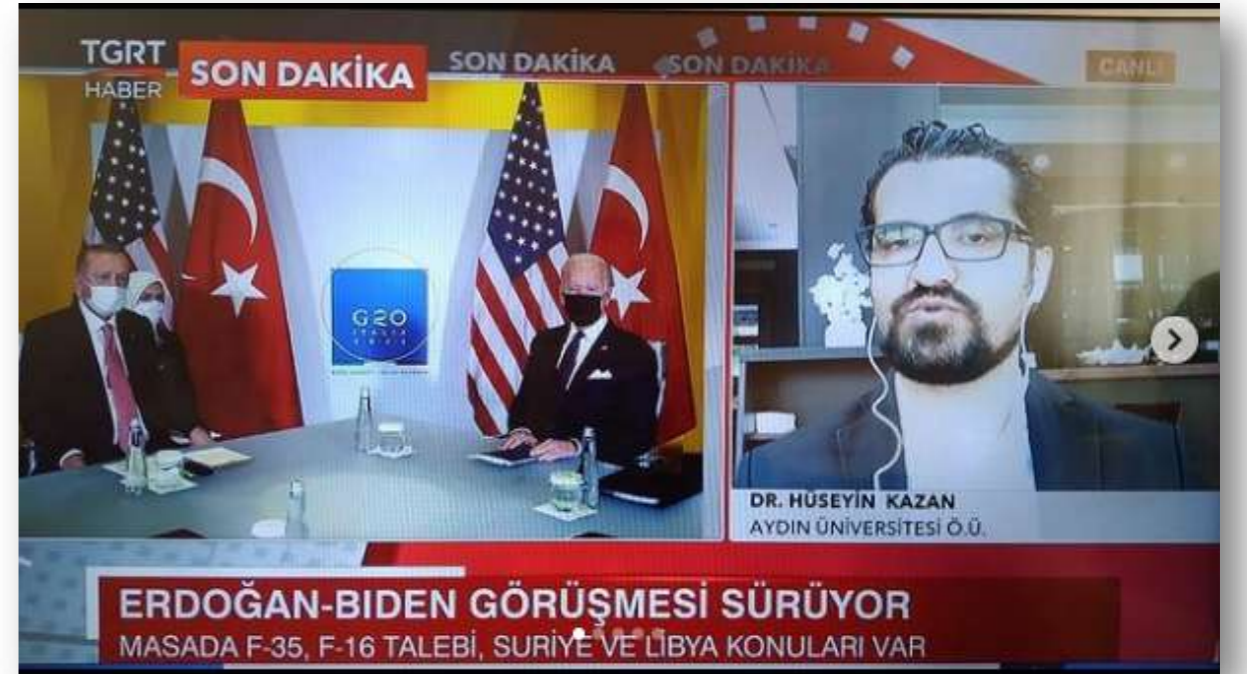 TGRT
HABER
SON DAKİKA
SON DAKİKA
SON DAKİKA
CANLI
G20
ITALIA
DR. HÜSEYİN KAZAN
AYDIN ÜNİVERSİTESİ Ö.Ü.
ERDOĞAN-BIDEN GÖRÜŞMESİ SÜRÜYOR
MASADA F-35, F-16 TALEBİ, SURİYE VE LİBYA KONULARI VAR